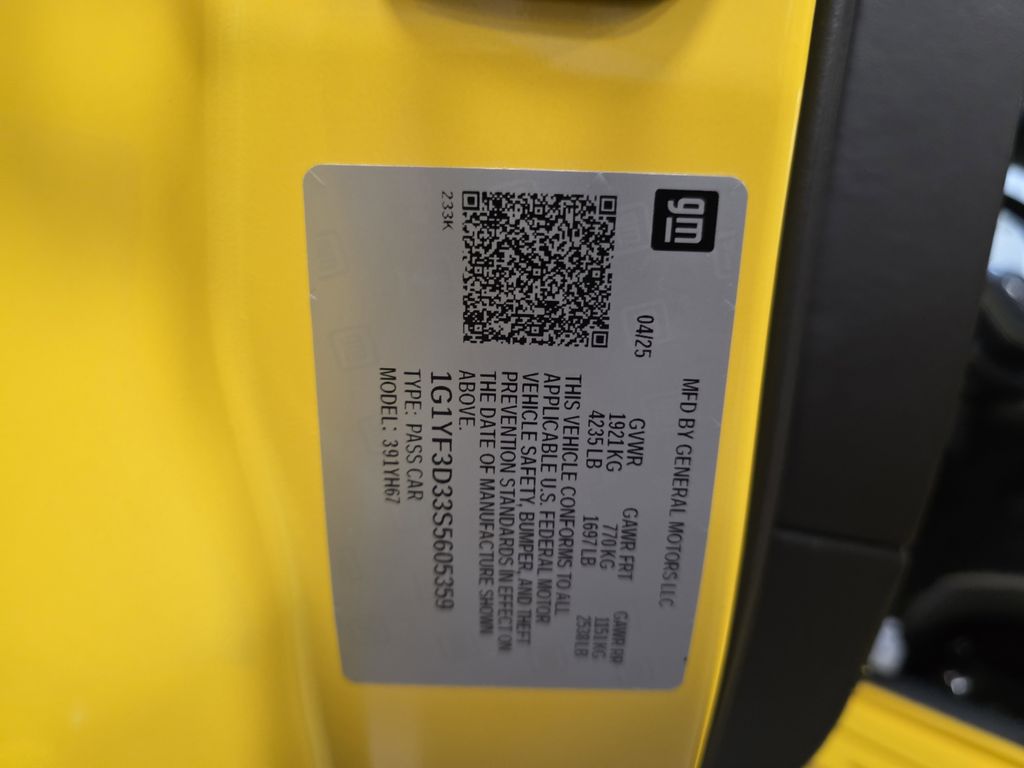 gm
MFD BY GENERAL MOTORS LLC
04/25
GVWR GAWR FRT GAWR RR
1921 KG 770 KG 1151 KG
4235 LB 1697 LB 2538 LB
THIS VEHICLE CONFORMS TO ALL
APPLICABLE U.S. FEDERAL MOTOR
VEHICLE SAFETY, BUMPER, AND THEFT
PREVENTION STANDARDS IN EFFECT ON
THE DATE OF MANUFACTURE SHOWN
ABOVE.
1G1YF3D33S5605359
TYPE: PASS CAR
MODEL: 391YH67
233K